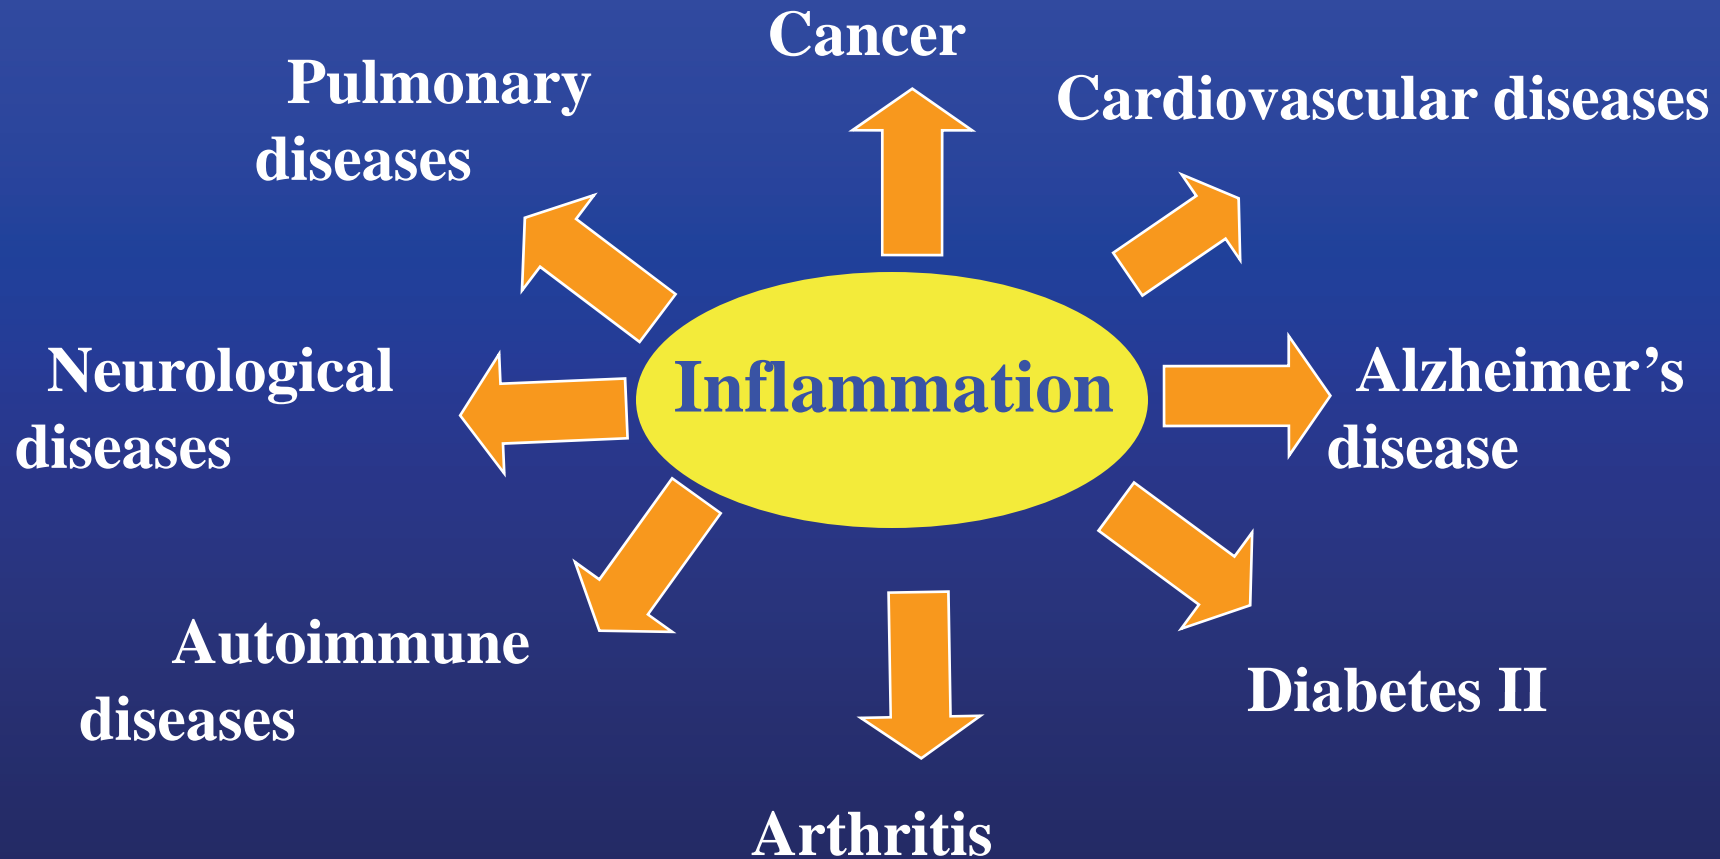 Cancer
Pulmonary
diseases
Cardiovascular diseases
Neurological
diseases
Inflammation
Alzheimer’s
disease
Autoimmune
diseases
Diabetes II
Arthritis